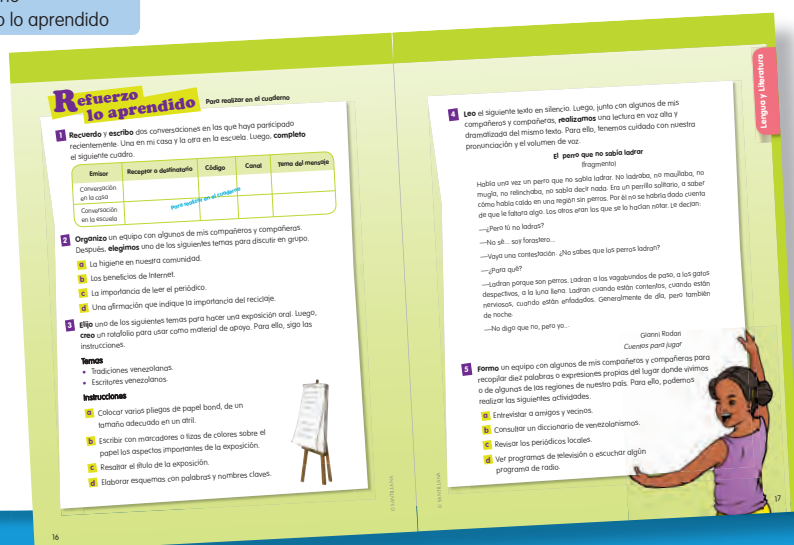 o lo aprendido
Refuerzo
lo aprendido
Para realizar en el cuaderno
1 Recuerdo y escribo dos conversaciones en las que haya participado
recientemente. Una en mi casa y la otra en la escuela. Luego, completo
el siguiente cuadro.
Emisor Receptor o destinatario Código Canal Tema del mensaje
Conversación
en la casa
Para realizar en el cuaderno
Conversación
en la escuela
2 Organizo un equipo con algunos de mis compañeros y compañeras.
Después, elegimos uno de los siguientes temas para discutir en grupo.
a La higiene en nuestra comunidad.
b Los beneficios de Internet.
c La importancia de leer el periódico.
d Una afirmación que indique la importancia del reciclaje.
3 Elijo uno de los siguientes temas para hacer una exposición oral. Luego,
creo un rotafolio para usar como material de apoyo. Para ello, sigo las
instrucciones.
Temas
• Tradiciones venezolanas.
• Escritores venezolanos.
Instrucciones
a Colocar varios pliegos de papel bond, de un
tamaño adecuado en un atril.
b Escribir con marcadores o tizas de colores sobre el
papel los aspectos importantes de la exposición.
c Resaltar el título de la exposición.
d Elaborar esquemas con palabras y nombres claves.
© SANTILLANA
16
Lengua y Literatura
4 Leo el siguiente texto en silencio. Luego, junto con algunos de mis
compañeros y compañeras, realizamos una lectura en voz alta y
dramatizada del mismo texto. Para ello, tenemos cuidado con nuestra
pronunciación y el volumen de voz.
El perro que no sabía ladrar
(fragmento)
Había una vez un perro que no sabía ladrar. No ladraba, no maullaba, no
mugía, no relinchaba, no sabía decir nada. Era un perrillo solitario, a saber
cómo había caído en una región sin perros. Por él no se habría dado cuenta
de que le faltara algo. Los otros eran los que se lo hacían notar. Le decían:
—¿Pero tú no ladras?
—No sé... soy forastero...
—Vaya una contestación. ¿No sabes que los perros ladran?
—¿Para qué?
—Ladran porque son perros. Ladran a los vagabundos de paso, a los gatos
despectivos, a la luna llena. Ladran cuando están contentos, cuando están
nerviosos, cuando están enfadados. Generalmente de día, pero también
de noche.
—No digo que no, pero yo...
Gianni Rodari
Cuentos para jugar
5 Formo un equipo con algunos de mis compañeros y compañeras para
recopilar diez palabras o expresiones propias del lugar donde vivimos
o de algunas de las regiones de nuestro país. Para ello, podemos
realizar las siguientes actividades.
a Entrevistar a amigos y vecinos.
b Consultar un diccionario de venezolanismos.
c Revisar los periódicos locales.
d Ver programas de televisión o escuchar algún
programa de radio.
© SANTILLANA
17